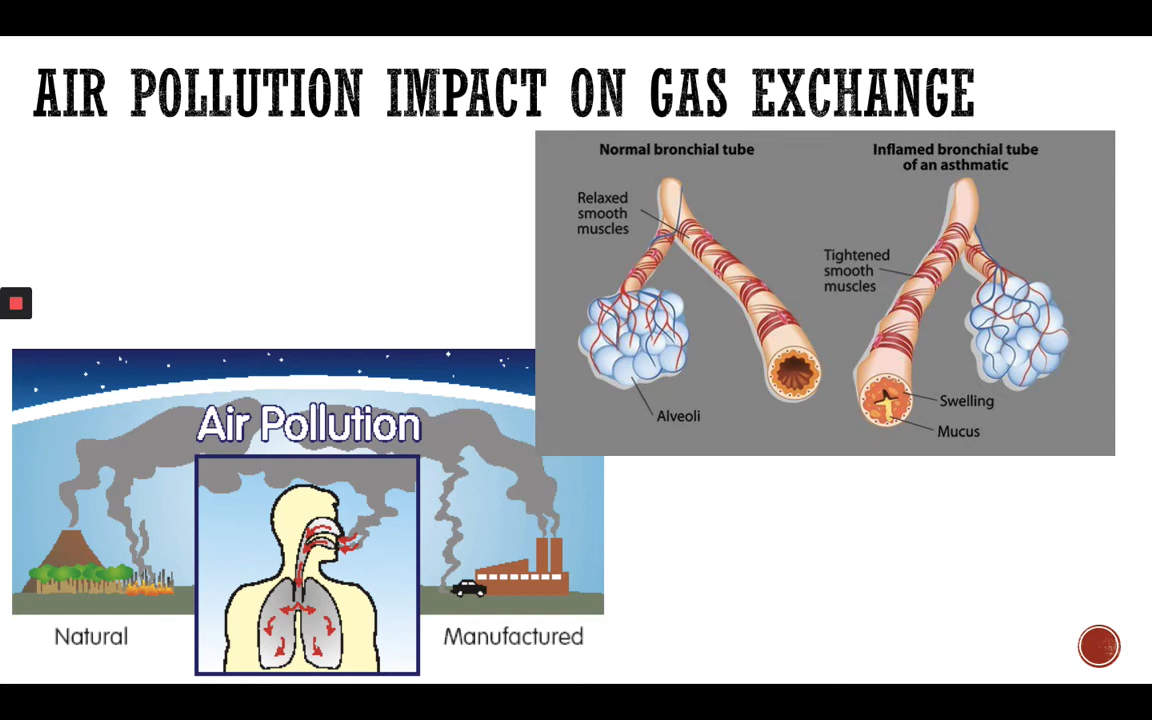 AIR POLLUTION IMPACT ON GAS EXCHANGE
Normal bronchial tube
Inflamed bronchial tube
of an asthmatic
Relaxed
smooth
muscles
Tightened
smooth
muscles
Alveoli
Swelling
Mucus
Air Pollution
Natural
Manufactured